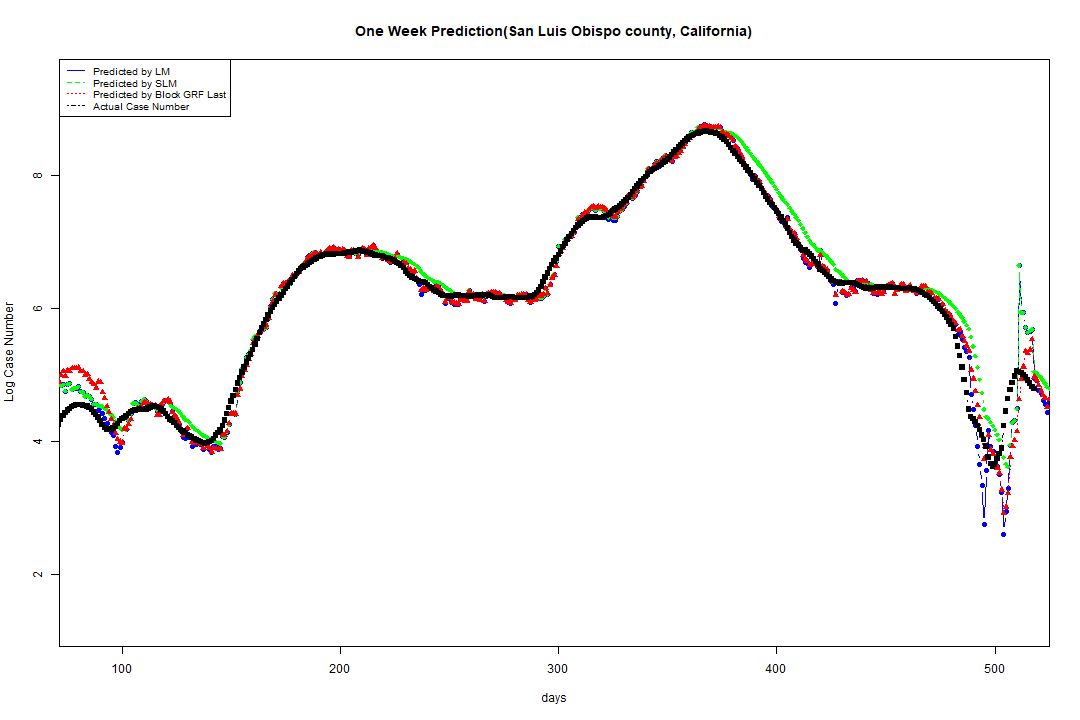 One Week Prediction(San Luis Obispo county, California)
Predicted by LM
Predicted by SLM
Predicted by Block GRF Last
Actual Case Number
Log Case Number
8
6
4
2
100 200 300 400 500
days